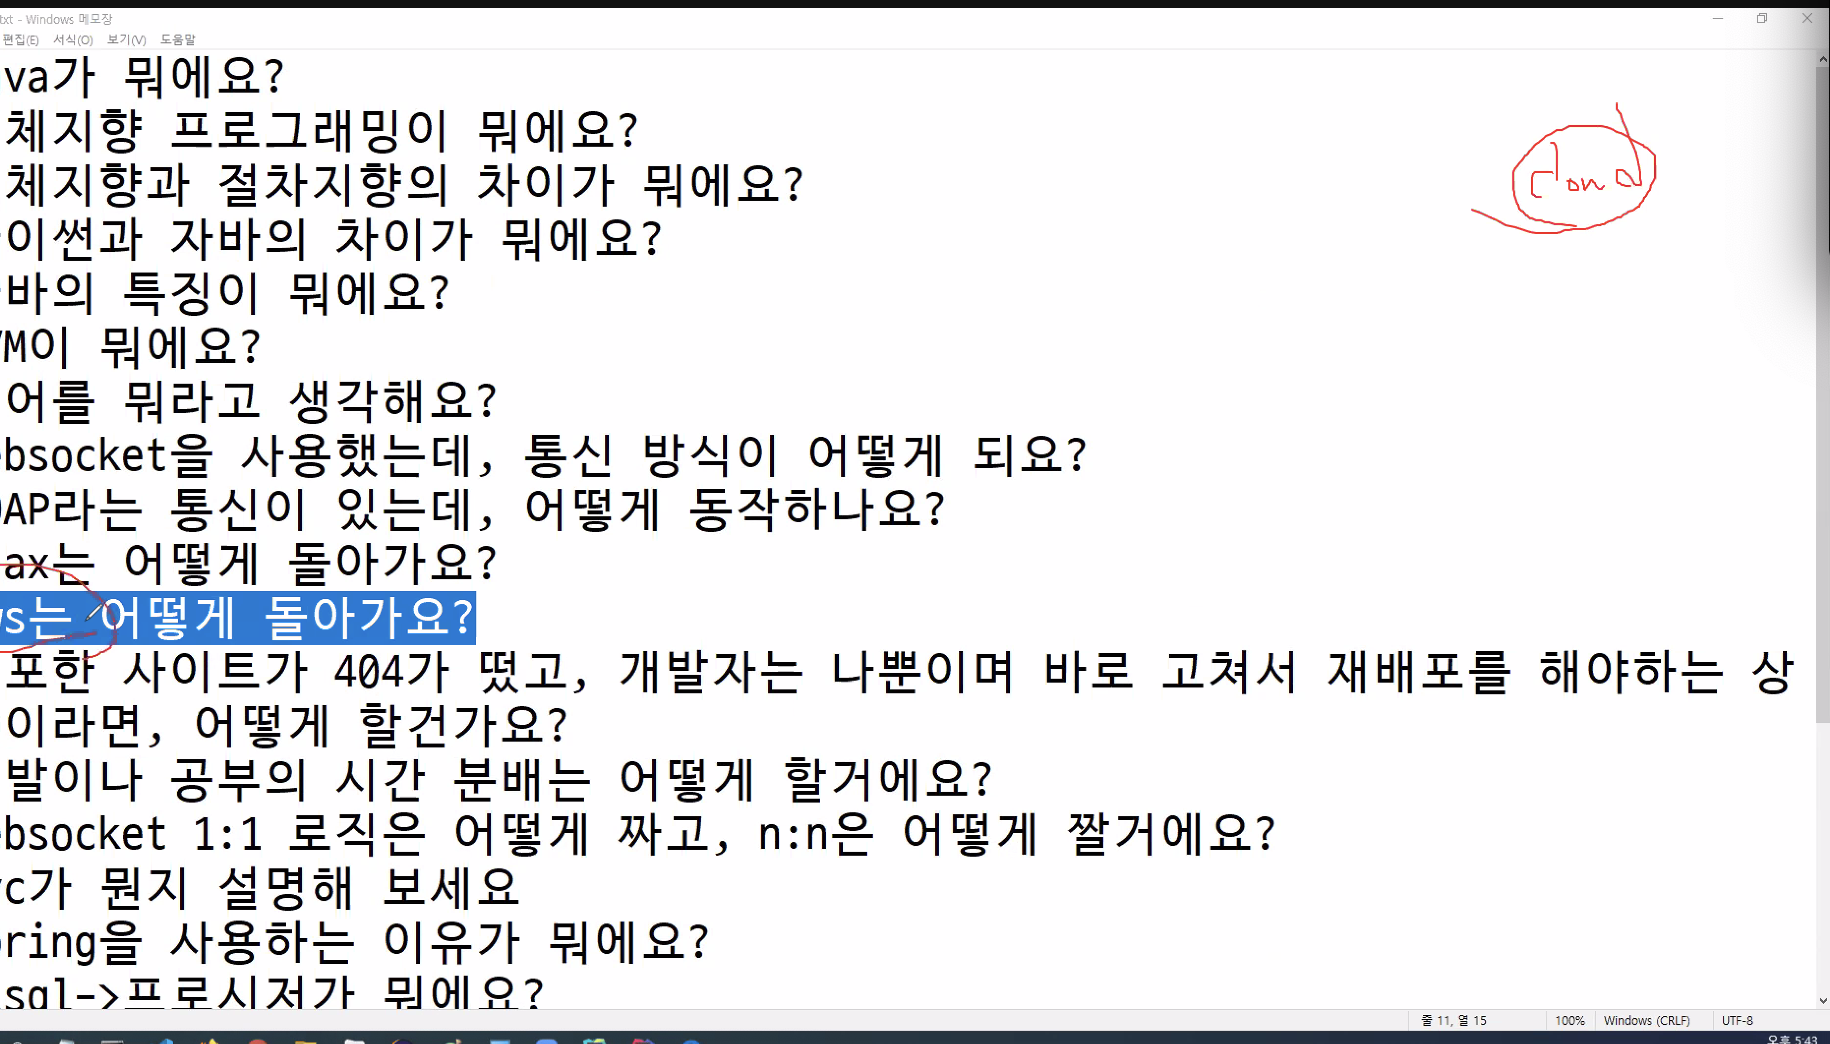 txt - Windows 메모장
편집(E) 서식(O) 보기(V) 도움말
va가 뭐에요?
체지향 프로그래밍이 뭐에요?
체지향과 절차지향의 차이가 뭐에요?
이썬과 자바의 차이가 뭐에요?
바의 특징이 뭐에요?
VM이 뭐에요?
어를 뭐라고 생각해요?
ebsocket을 사용했는데, 통신 방식이 어떻게 되요?
OAP라는 통신이 있는데, 어떻게 동작하나요?
ax는 어떻게 돌아가요?
ws는 어떻게 돌아가요?
포한 사이트가 404가 떴고, 개발자는 나뿐이며 바로 고쳐서 재배포를 해야하는 상
이라면, 어떻게 할건가요?
발이나 공부의 시간 분배는 어떻게 할거에요?
ebsocket 1:1 로직은 어떻게 짜고, n:n은 어떻게 짤거에요?
vc가 뭔지 설명해 보세요
pring을 사용하는 이유가 뭐에요?
sql->프로시저가 뭐에요?
줄 11, 열 15 100% Windows (CRLF) UTF-8
오후 5:43